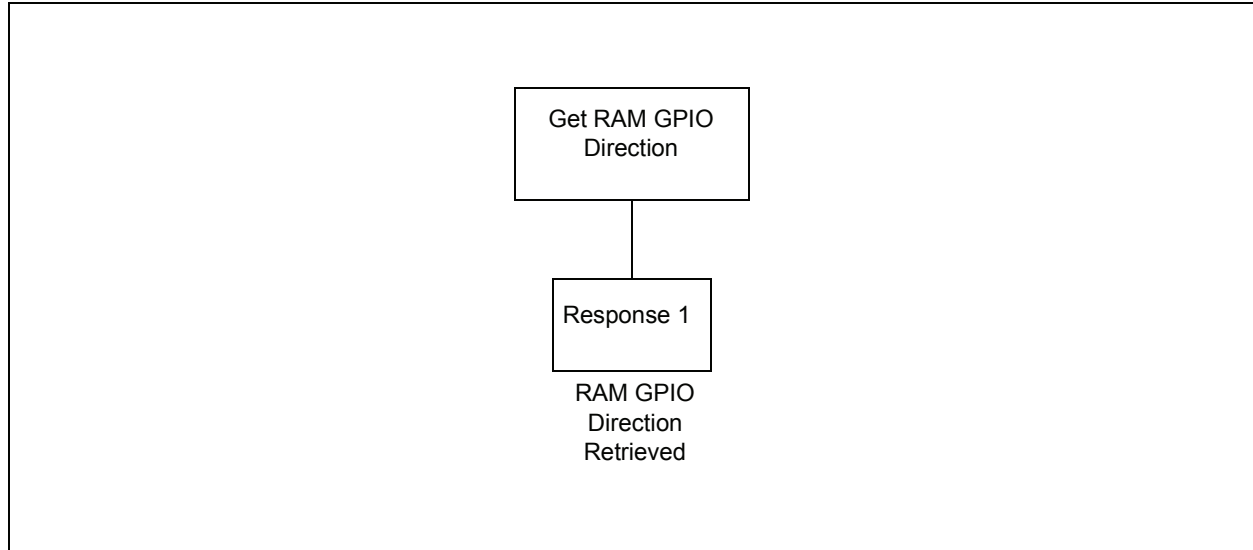 Get RAM GPIO
Direction
Response 1
RAM GPIO
Direction
Retrieved